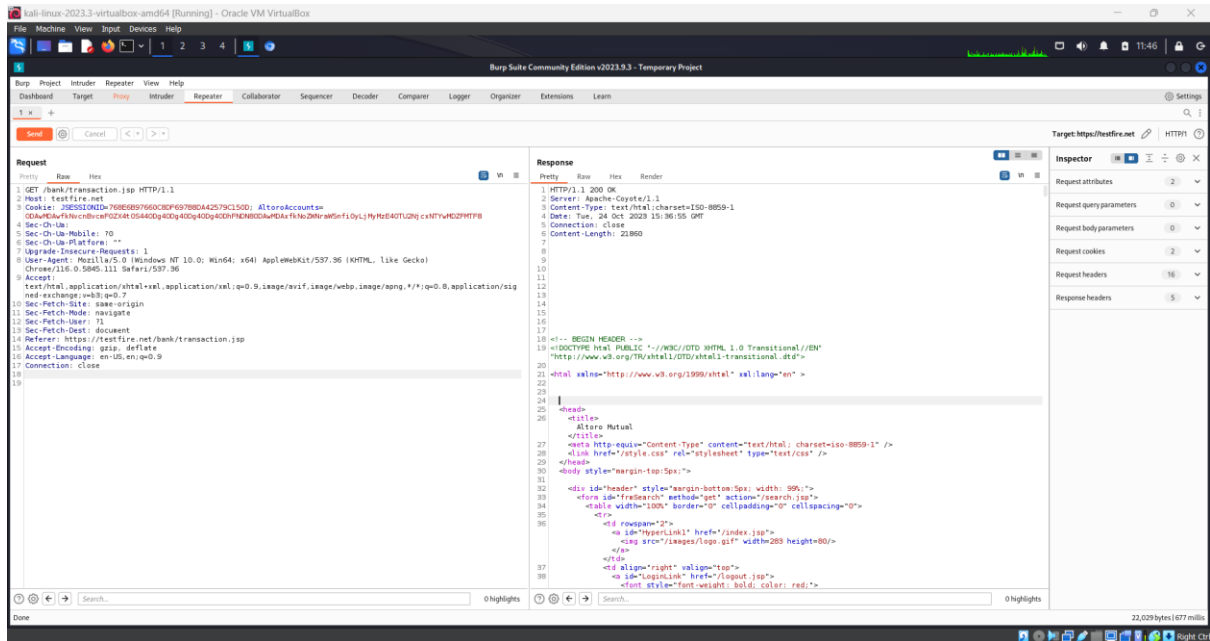 kali-linux-2023.3-virtualbox-amd64 [Running] - Oracle VM VirtualBox
File Machine View Input Devices Help
1 2 3 4
11:46
Burp Suite Community Edition v2023.9.3 - Temporary Project
Burp Project Intruder Repeater View Help
Dashboard Target Proxy Intruder Repeater Collaborator Sequencer Decoder Comparer Logger Organizer Extensions Learn
Settings
1 × +
Send Cancel < >
Target: https://testfire.net HTTP/1
Request
Pretty Raw Hex
\n
1 GET /bank/transaction.jsp HTTP/1.1
2 Host: testfire.net
3 Cookie: JSESSIONID=768E6B97660C8DF697B8DA42579C150D; AltoroAccounts=
4 Sec-Ch-Ua:
5 Sec-Ch-Ua-Mobile: ?0
6 Sec-Ch-Ua-Platform: ""
7 Upgrade-Insecure-Requests: 1
8 User-Agent: Mozilla/5.0 (Windows NT 10.0; Win64; x64) AppleWebKit/537.36 (KHTML, like Gecko)
Chrome/116.0.5845.111 Safari/537.36
9 Accept:
text/html,application/xhtml+xml,application/xml;q=0.9,image/avif,image/webp,image/apng,*/*;q=0.8,application/sig
ned-exchange;v=b3;q=0.7
10 Sec-Fetch-Site: same-origin
11 Sec-Fetch-Mode: navigate
12 Sec-Fetch-User: ?1
13 Sec-Fetch-Dest: document
14 Referer: https://testfire.net/bank/transaction.jsp
15 Accept-Encoding: gzip, deflate
16 Accept-Language: en-US,en;q=0.9
17 Connection: close
18
19
Search...
0 highlights
Response
Pretty Raw Hex Render
\n
1 HTTP/1.1 200 OK
2 Server: Apache-Coyote/1.1
3 Content-Type: text/html;charset=ISO-8859-1
4 Date: Tue, 24 Oct 2023 15:36:55 GMT
5 Connection: close
6 Content-Length: 21860
7
8
9
10
11
12
13
14
15
16
17
18 <!-- BEGIN HEADER -->
19 <!DOCTYPE html PUBLIC "-//W3C//DTD XHTML 1.0 Transitional//EN"
"http://www.w3.org/TR/xhtml1/DTD/xhtml1-transitional.dtd">
20
21 <html xmlns="http://www.w3.org/1999/xhtml" xml:lang="en" >
22
23
24
25 <head>
26 <title>
Altoro Mutual
</title>
27 <meta http-equiv="Content-Type" content="text/html; charset=iso-8859-1" />
28 <link href="/style.css" rel="stylesheet" type="text/css" />
29 </head>
30 <body style="margin-top:5px;">
31
32 <div id="header" style="margin-bottom:5px; width: 99%;">
33 <form id="frmSearch" method="get" action="/search.jsp">
34 <table width="100%" border="0" cellpadding="0" cellspacing="0">
35 <tr>
36 <td rowspan="2">
<a id="HyperLink1" href="/index.jsp">
<img src="/images/logo.gif" width=283 height=80/>
</a>
</td>
37 <td align="right" valign="top">
38 <a id="LoginLink" href="/logout.jsp">
<font style="font-weight: bold; color: red;">
Search...
0 highlights
Inspector
Request attributes 2
Request query parameters 0
Request body parameters 0
Request cookies 2
Request headers 16
Response headers 5
Done
22,029 bytes | 677 millis
Right Ctrl